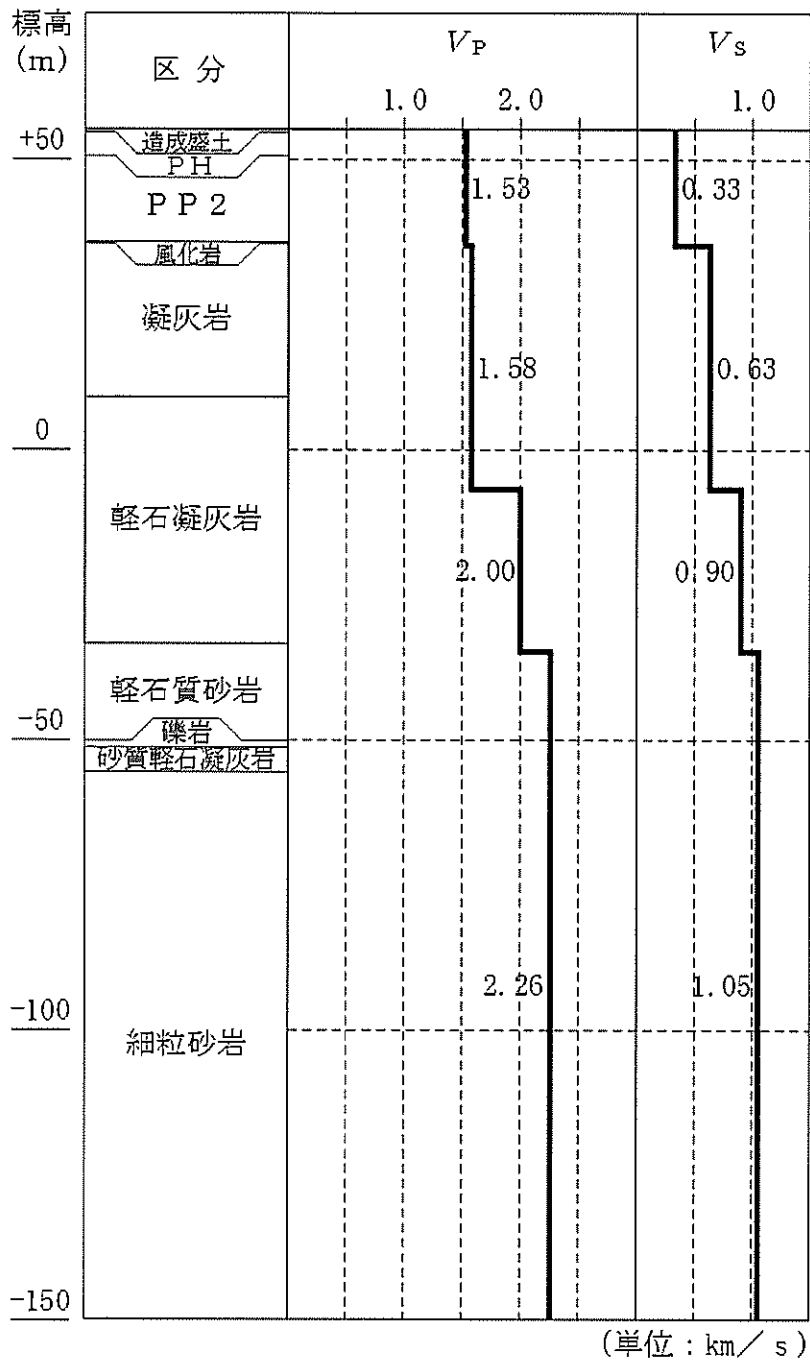 標高
(m)
区 分
VP
VS
1.0 2.0
1.0
+50
造成盛土
PH
PP2
1.53
0.33
風化岩
凝灰岩
1.58
0.63
0
軽石凝灰岩
2.00
0.90
軽石質砂岩
-50
礫岩
砂質軽石凝灰岩
2.26
1.05
-100
細粒砂岩
-150
(単位:km/s)